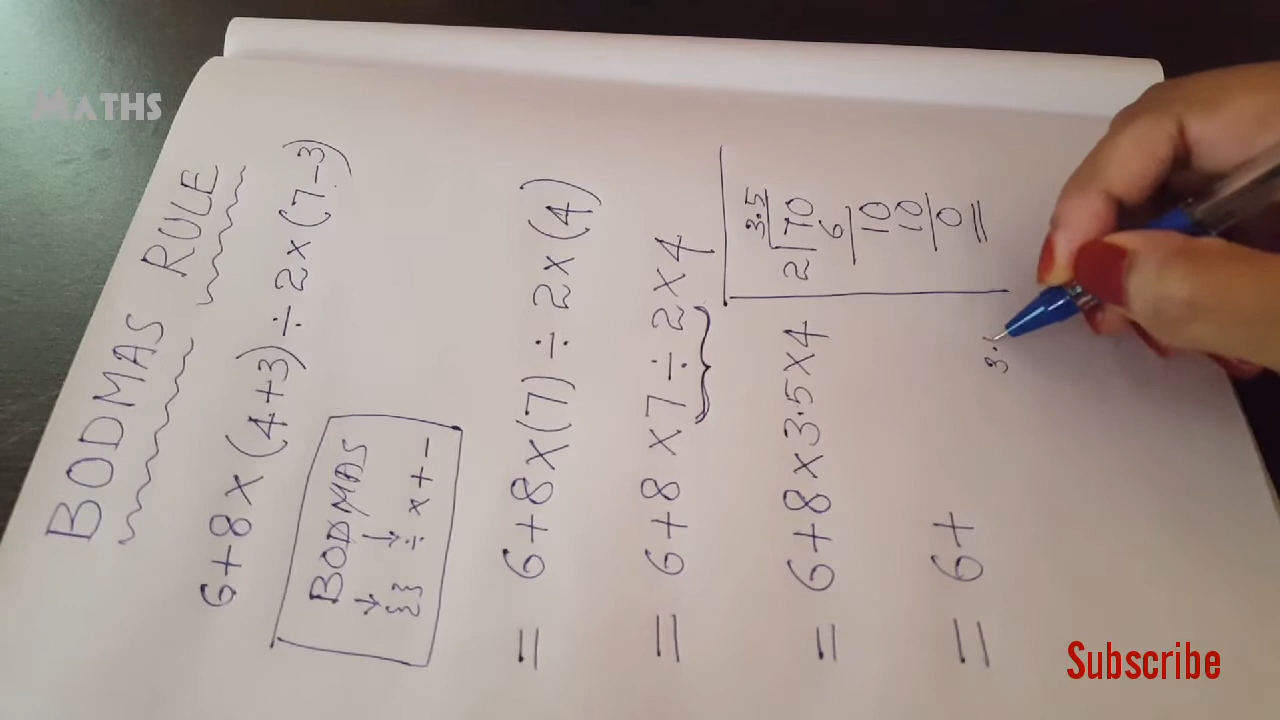 MATHS
BODMAS RULE
6+8×(4+3)÷2×(7-3)
BODMAS
↓ ↓
{} ÷ × + -
= 6+8×(7)÷2×(4)
= 6+8×7÷2×4
3.5
2 70
6
10
10
0
= 6+8×3.5×4
= 6+
3.
Subscribe